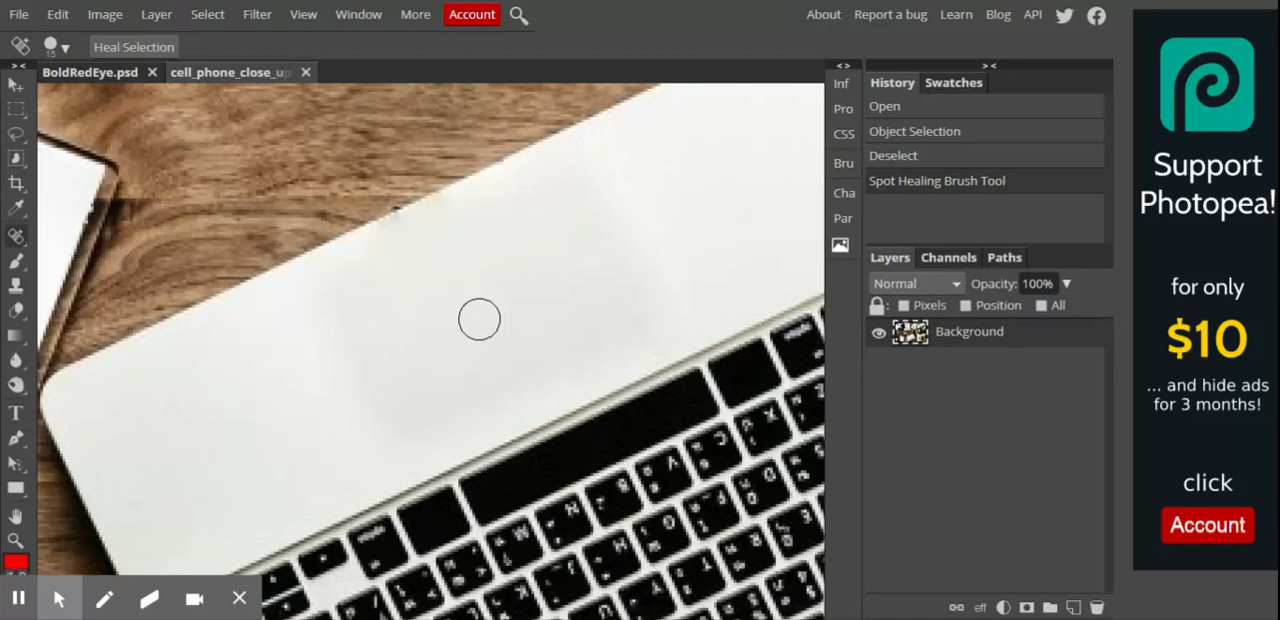 File Edit Image Layer Select Filter View Window More Account About Report a bug Learn Blog API
15 Heal Selection
BoldRedEye.psd cell_phone_close_up
Inf
Pro
CSS
Bru
Cha
Par
History Swatches
Open
Object Selection
Deselect
Spot Healing Brush Tool
Layers Channels Paths
Normal Opacity: 100%
Pixels Position All
Background
eff
Support
Photopea!
for only
$10
... and hide ads
for 3 months!
click
Account